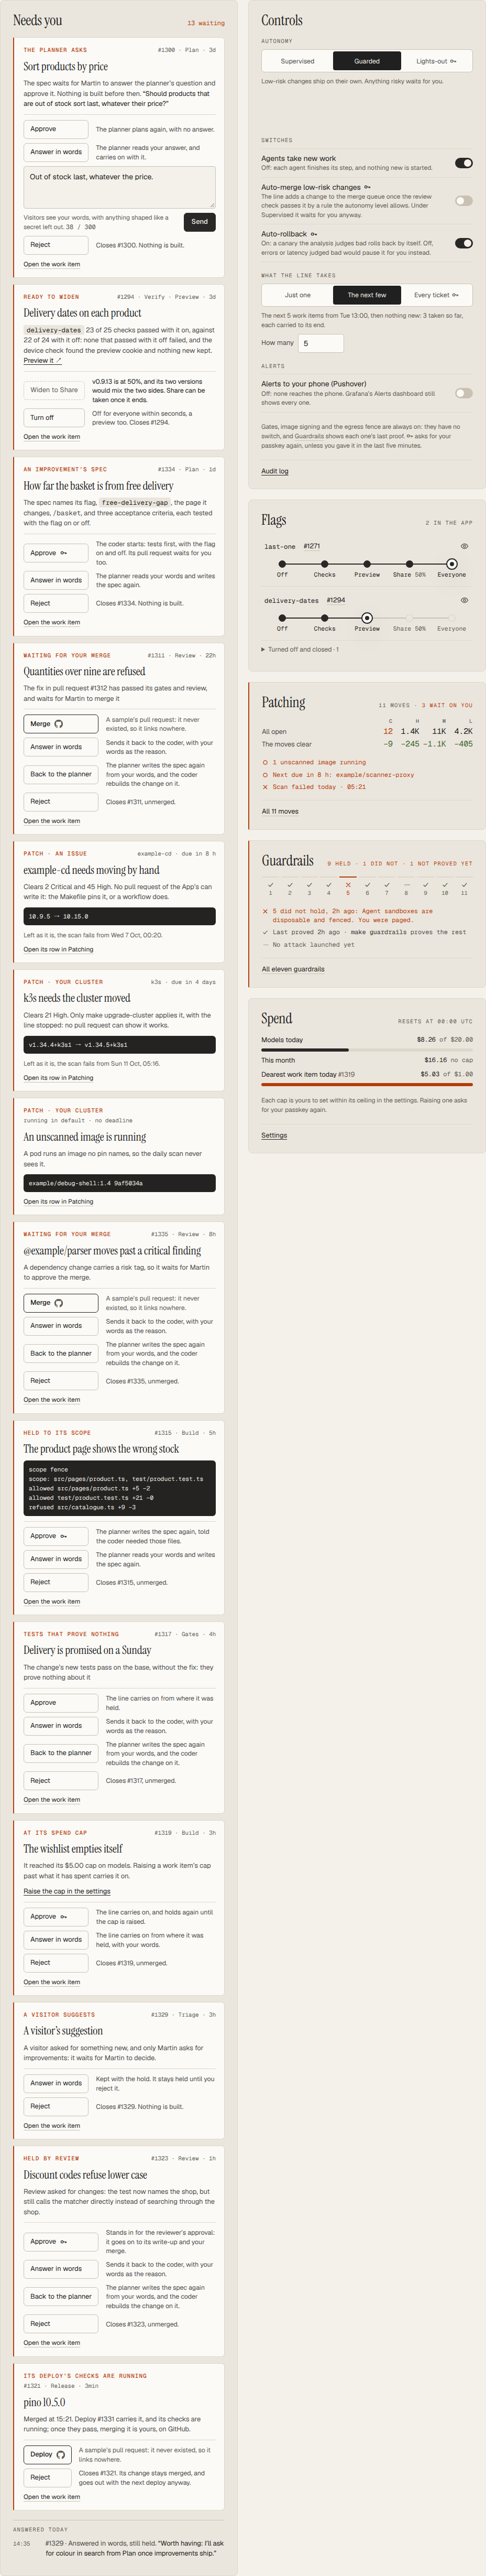 Needs you
13 waiting
THE PLANNER ASKS
#1300 · Plan · 3d
Sort products by price
The spec waits for Martin to answer the planner's question and
approve it. Nothing is built before then. "Should products that
are out of stock sort last, whatever their price?"
Approve
The planner plans again, with no answer.
Answer in words
The planner reads your answer, and
carries on with it.
Out of stock last, whatever the price.
Visitors see your words, with anything shaped like a
secret left out. 38 / 300
Send
Reject
Closes #1300. Nothing is built.
Open the work item
READY TO WIDEN
#1294 · Verify · Preview · 3d
Delivery dates on each product
delivery-dates 23 of 25 checks passed with it on, against
22 of 24 with it off: none that passed with it off failed, and the
device check found the preview cookie and nothing new kept.
Preview it ↗
Widen to Share
v0.9.13 is at 50%, and its two versions
would mix the two sides. Share can be
taken once it ends.
Turn off
Off for everyone within seconds, a
preview too. Closes #1294.
Open the work item
AN IMPROVEMENT'S SPEC
#1334 · Plan · 1d
How far the basket is from free delivery
The spec names its flag, free-delivery-gap, the page it
changes, /basket, and three acceptance criteria, each tested
with the flag on or off.
Approve
The coder starts: tests first, with the flag
on and off. Its pull request waits for you
too.
Answer in words
The planner reads your words and writes
the spec again.
Reject
Closes #1334. Nothing is built.
Open the work item
WAITING FOR YOUR MERGE
#1311 · Review · 22h
Quantities over nine are refused
The fix in pull request #1312 has passed its gates and review,
and waits for Martin to merge it
Merge
A sample's pull request: it never
existed, so it links nowhere.
Answer in words
Sends it back to the coder, with your
words as the reason.
Back to the planner
The planner writes the spec again
from your words, and the coder
rebuilds the change on it.
Reject
Closes #1311, unmerged.
Open the work item
PATCH · AN ISSUE
example-cd · due in 8 h
example-cd needs moving by hand
Clears 2 Critical and 45 High. No pull request of the App's can
write it: the Makefile pins it, or a workflow does.
10.9.5 → 10.15.0
Left as it is, the scan fails from Wed 7 Oct, 00:20.
Open its row in Patching
PATCH · YOUR CLUSTER
k3s · due in 4 days
k3s needs the cluster moved
Clears 21 High. Only make upgrade-cluster applies it, with the
line stopped: no pull request can show it works.
v1.34.4+k3s1 → v1.34.5+k3s1
Left as it is, the scan fails from Sun 11 Oct, 05:16.
Open its row in Patching
PATCH · YOUR CLUSTER
running in default · no deadline
An unscanned image is running
A pod runs an image no pin names, so the daily scan never
sees it.
example/debug-shell:1.4 9af5034a
Open its row in Patching
WAITING FOR YOUR MERGE
#1335 · Review · 8h
@example/parser moves past a critical finding
A dependency change carries a risk tag, so it waits for Martin
to approve the merge.
Merge
A sample's pull request: it never
existed, so it links nowhere.
Answer in words
Sends it back to the coder, with your
words as the reason.
Back to the planner
The planner writes the spec again
from your words, and the coder
rebuilds the change on it.
Reject
Closes #1335, unmerged.
Open the work item
HELD TO ITS SCOPE
#1315 · Build · 5h
The product page shows the wrong stock
scope fence
scope: src/pages/product.ts, test/product.test.ts
allowed src/pages/product.ts +5 −2
allowed test/product.test.ts +21 −0
refused src/catalogue.ts +9 −3
Approve
The planner writes the spec again, told
the coder needed those files.
Answer in words
The planner reads your words and writes
the spec again.
Reject
Closes #1315, unmerged.
Open the work item
TESTS THAT PROVE NOTHING
#1317 · Gates · 4h
Delivery is promised on a Sunday
The change's new tests pass on the base, without the fix: they
prove nothing about it
Approve
The line carries on from where it was
held.
Answer in words
Sends it back to the coder, with your
words as the reason.
Back to the planner
The planner writes the spec again
from your words, and the coder
rebuilds the change on it.
Reject
Closes #1317, unmerged.
Open the work item
AT ITS SPEND CAP
#1319 · Build · 3h
The wishlist empties itself
It reached its $5.00 cap on models. Raising a work item's cap
past what it has spent carries it on.
Raise the cap in the settings
Approve
The line carries on, and holds again until
the cap is raised.
Answer in words
The line carries on from where it was
held, with your words.
Reject
Closes #1319, unmerged.
Open the work item
A VISITOR SUGGESTS
#1329 · Triage · 3h
A visitor's suggestion
A visitor asked for something new, and only Martin asks for
improvements: it waits for Martin to decide.
Answer in words
Kept with the hold. It stays held until you
reject it.
Reject
Closes #1329. Nothing is built.
Open the work item
HELD BY REVIEW
#1323 · Review · 1h
Discount codes refuse lower case
Review asked for changes: the test now names the shop, but
still calls the matcher directly instead of searching through the
shop.
Approve
Stands in for the reviewer's approval:
it goes on to its write-up and your
merge.
Answer in words
Sends it back to the coder, with your
words as the reason.
Back to the planner
The planner writes the spec again
from your words, and the coder
rebuilds the change on it.
Reject
Closes #1323, unmerged.
Open the work item
ITS DEPLOY'S CHECKS ARE RUNNING
#1321 · Release · 3min
pino 10.5.0
Merged at 15:21. Deploy #1331 carries it, and its checks are
running; once they pass, merging it is yours, on GitHub.
Deploy
A sample's pull request: it never existed, so it
links nowhere.
Reject
Closes #1321. Its change stays merged, and
goes out with the next deploy anyway.
Open the work item
ANSWERED TODAY
14:35
#1329 · Answered in words, still held. "Worth having: I'll ask
for colour in search from Plan once improvements ship."
Controls
AUTONOMY
Supervised
Guarded
Lights-out
Low-risk changes ship on their own. Anything risky waits for you.
SWITCHES
Agents take new work
Off: each agent finishes its step, and nothing new is started.
Auto-merge low-risk changes
The line adds a change to the merge queue once the review
check passes it by a rule the autonomy level allows. Under
Supervised it waits for you anyway.
Auto-rollback
On: a canary the analysis judges bad rolls back by itself. Off,
errors or latency judged bad would pause it for you instead.
WHAT THE LINE TAKES
Just one
The next few
Every ticket
The next 5 work items from Tue 13:00, then nothing new: 3 taken so far,
each carried to its end.
How many
5
ALERTS
Alerts to your phone (Pushover)
Off: none reaches the phone. Grafana's Alerts dashboard still
shows every one.
Gates, image signing and the egress fence are always on: they have no
switch, and Guardrails shows each one's last proof. asks for your
passkey again, unless you gave it in the last five minutes.
Audit log
Flags
2 IN THE APP
last-one #1271
Off
Checks
Preview
Share 50%
Everyone
delivery-dates #1294
Off
Checks
Preview
Share 50%
Everyone
Turned off and closed · 1
Patching
11 MOVES · 3 WAIT ON YOU
C
H
M
L
All open
12
1.4K
11K
4.2K
The moves clear
−9
−245
−1.1K
−405
1 unscanned image running
Next due in 8 h: example/scanner-proxy
Scan failed today · 05:21
All 11 moves
Guardrails
9 HELD · 1 DID NOT · 1 NOT PROVED YET
1
2
3
4
5
6
7
8
9
10
11
5 did not hold, 2h ago: Agent sandboxes are
disposable and fenced. You were paged.
Last proved 2h ago · make guardrails proves the rest
No attack launched yet
All eleven guardrails
Spend
RESETS AT 00:00 UTC
Models today
$8.26 of $20.00
This month
$16.16 no cap
Dearest work item today #1319
$5.03 of $1.00
Each cap is yours to set within its ceiling in the settings. Raising one asks
for your passkey again.
Settings